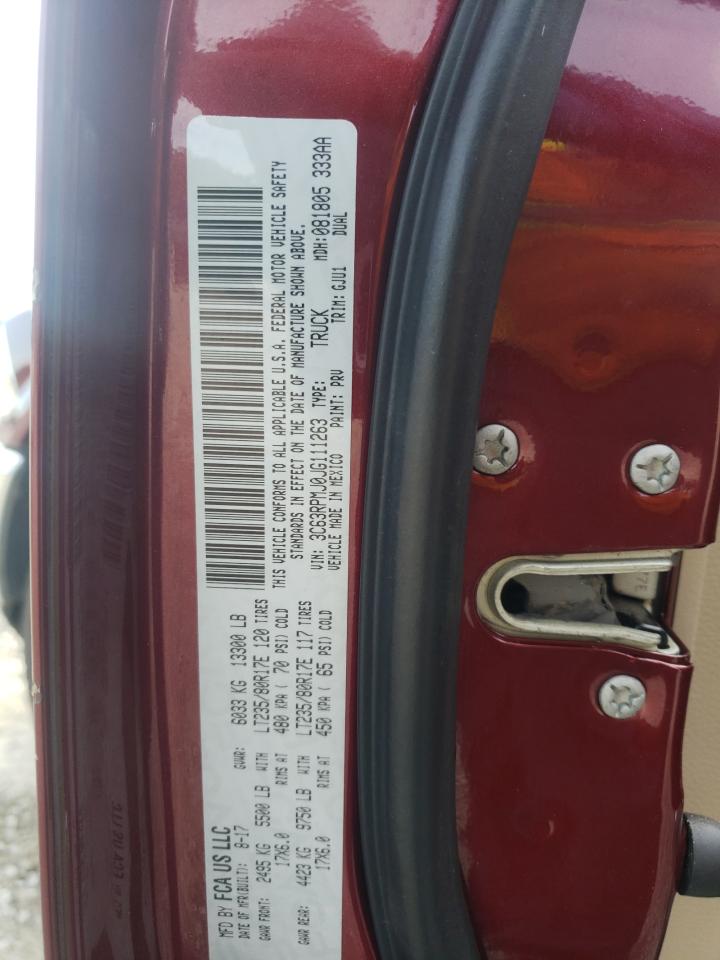 MFD BY FCA US LLC
DATE OF MFR(BUILT): 8-17 GVWR: 6033 KG 13300 LB
GAWR FRONT: 2495 KG 5500 LB WITH LT235/80R17E 120 TIRES
17X6.0 RIMS AT 480 KPA ( 70 PSI) COLD
GAWR REAR: 4423 KG 9750 LB WITH LT235/80R17E 117 TIRES
17X6.0 RIMS AT 450 KPA ( 65 PSI) COLD
THIS VEHICLE CONFORMS TO ALL APPLICABLE U.S.A. FEDERAL MOTOR VEHICLE SAFETY
STANDARDS IN EFFECT ON THE DATE OF MANUFACTURE SHOWN ABOVE.
VIN: 3C63RPMJ0JG111263 TYPE: TRUCK MDH:081805 333AA
VEHICLE MADE IN MEXICO PAINT: PRV TRIM: GJU1 DUAL